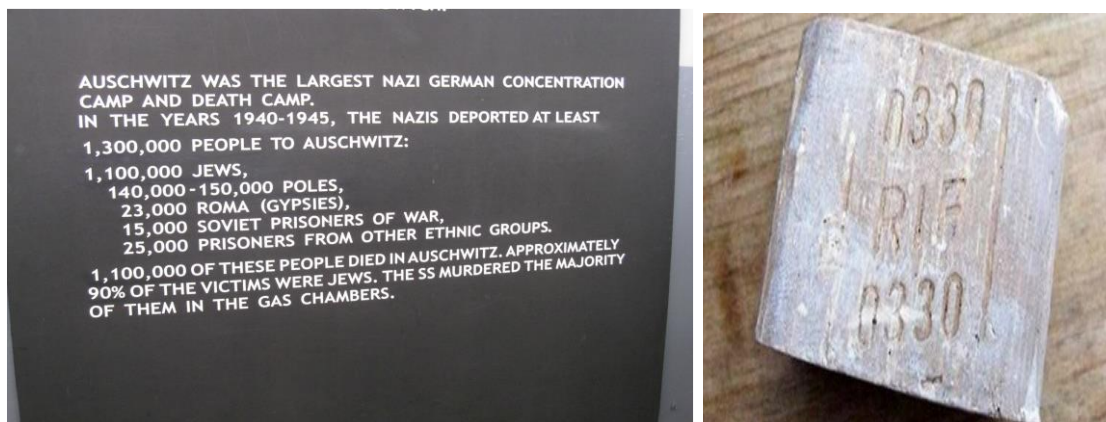 AUSCHWITZ WAS THE LARGEST NAZI GERMAN CONCENTRATION
CAMP AND DEATH CAMP.
IN THE YEARS 1940-1945, THE NAZIS DEPORTED AT LEAST
1,300,000 PEOPLE TO AUSCHWITZ:
1,100,000 JEWS,
140,000-150,000 POLES,
23,000 ROMA (GYPSIES),
15,000 SOVIET PRISONERS OF WAR,
25,000 PRISONERS FROM OTHER ETHNIC GROUPS.
1,100,000 OF THESE PEOPLE DIED IN AUSCHWITZ. APPROXIMATELY
90% OF THE VICTIMS WERE JEWS. THE SS MURDERED THE MAJORITY
OF THEM IN THE GAS CHAMBERS.
0330
RIF
0330